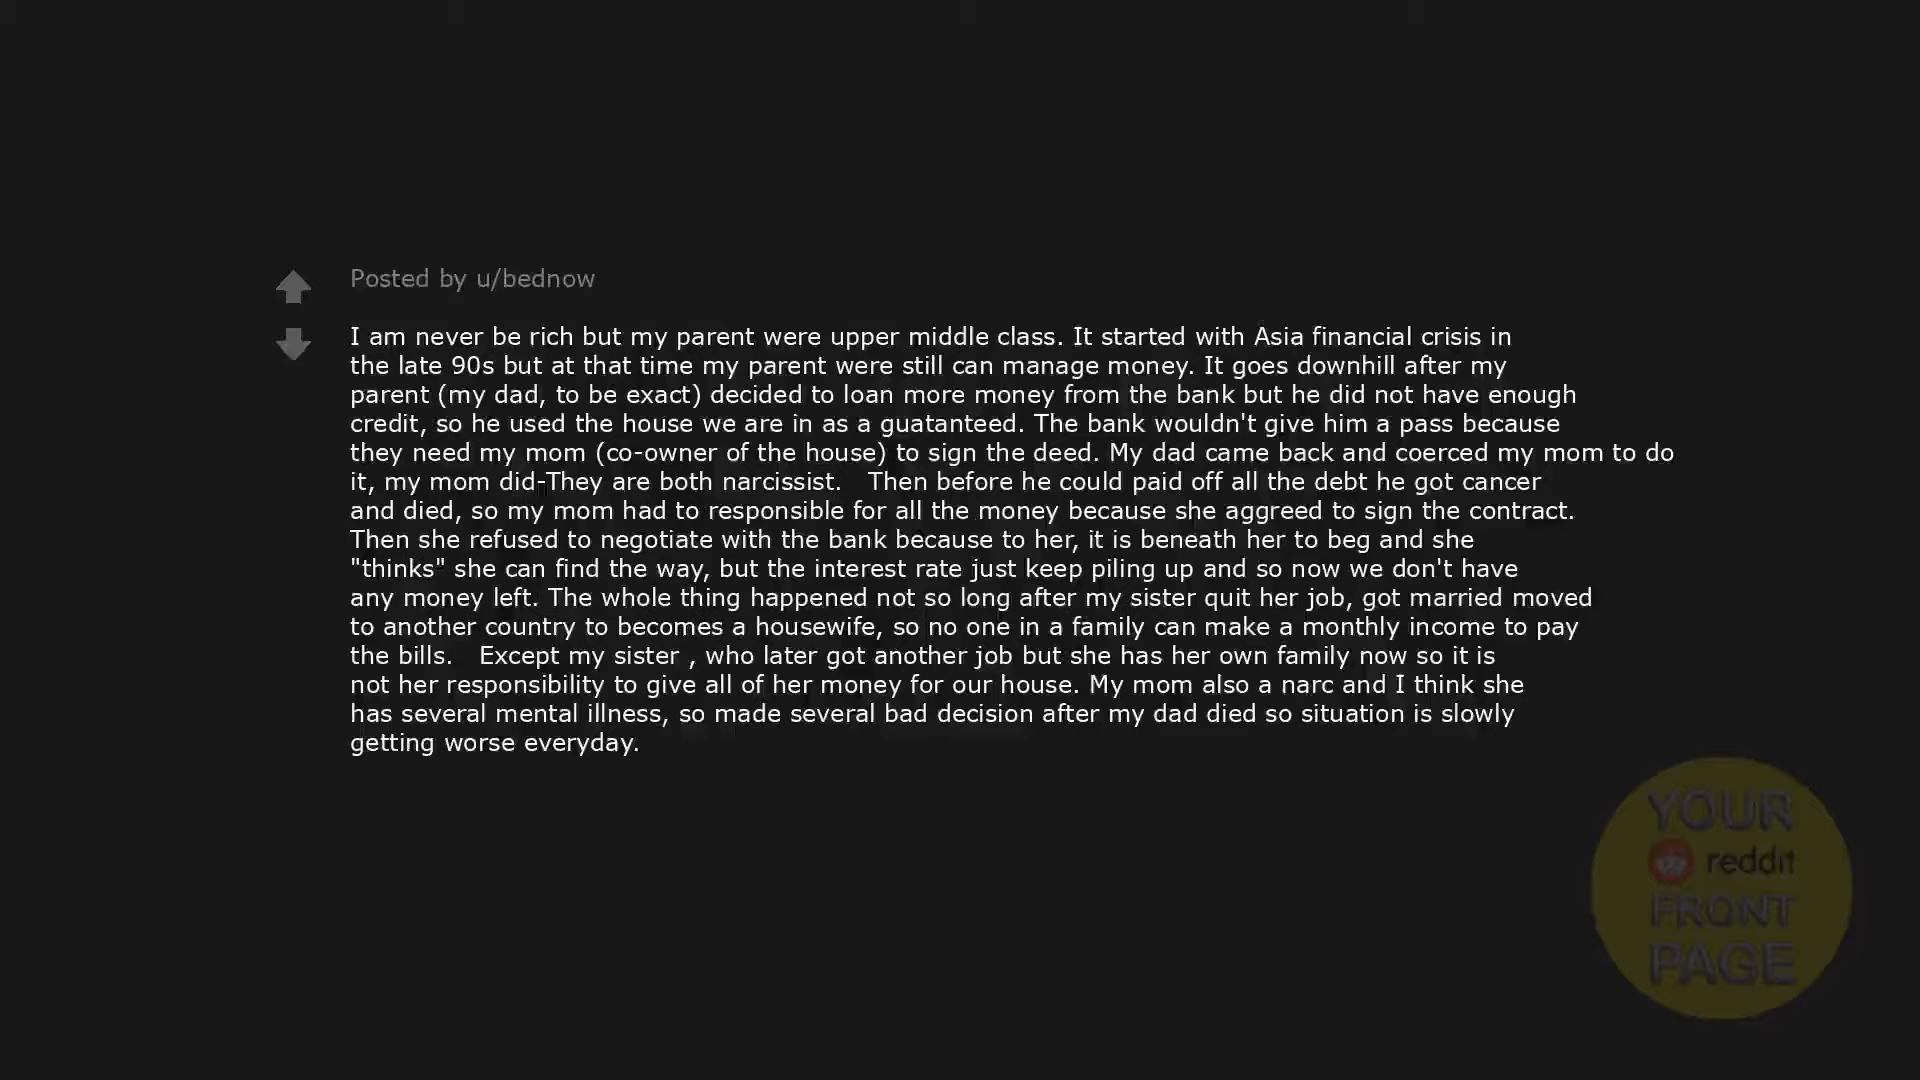 Posted by u/bednow
I am never be rich but my parent were upper middle class. It started with Asia financial crisis in
the late 90s but at that time my parent were still can manage money. It goes downhill after my
parent (my dad, to be exact) decided to loan more money from the bank but he did not have enough
credit, so he used the house we are in as a guatanteed. The bank wouldn't give him a pass because
they need my mom (co-owner of the house) to sign the deed. My dad came back and coerced my mom to do
it, my mom did-They are both narcissist.   Then before he could paid off all the debt he got cancer
and died, so my mom had to responsible for all the money because she aggreed to sign the contract.
Then she refused to negotiate with the bank because to her, it is beneath her to beg and she
"thinks" she can find the way, but the interest rate just keep piling up and so now we don't have
any money left. The whole thing happened not so long after my sister quit her job, got married moved
to another country to becomes a housewife, so no one in a family can make a monthly income to pay
the bills.   Except my sister , who later got another job but she has her own family now so it is
not her responsibility to give all of her money for our house. My mom also a narc and I think she
has several mental illness, so made several bad decision after my dad died so situation is slowly
getting worse everyday.
YOUR
reddit
FRONT
PAGE